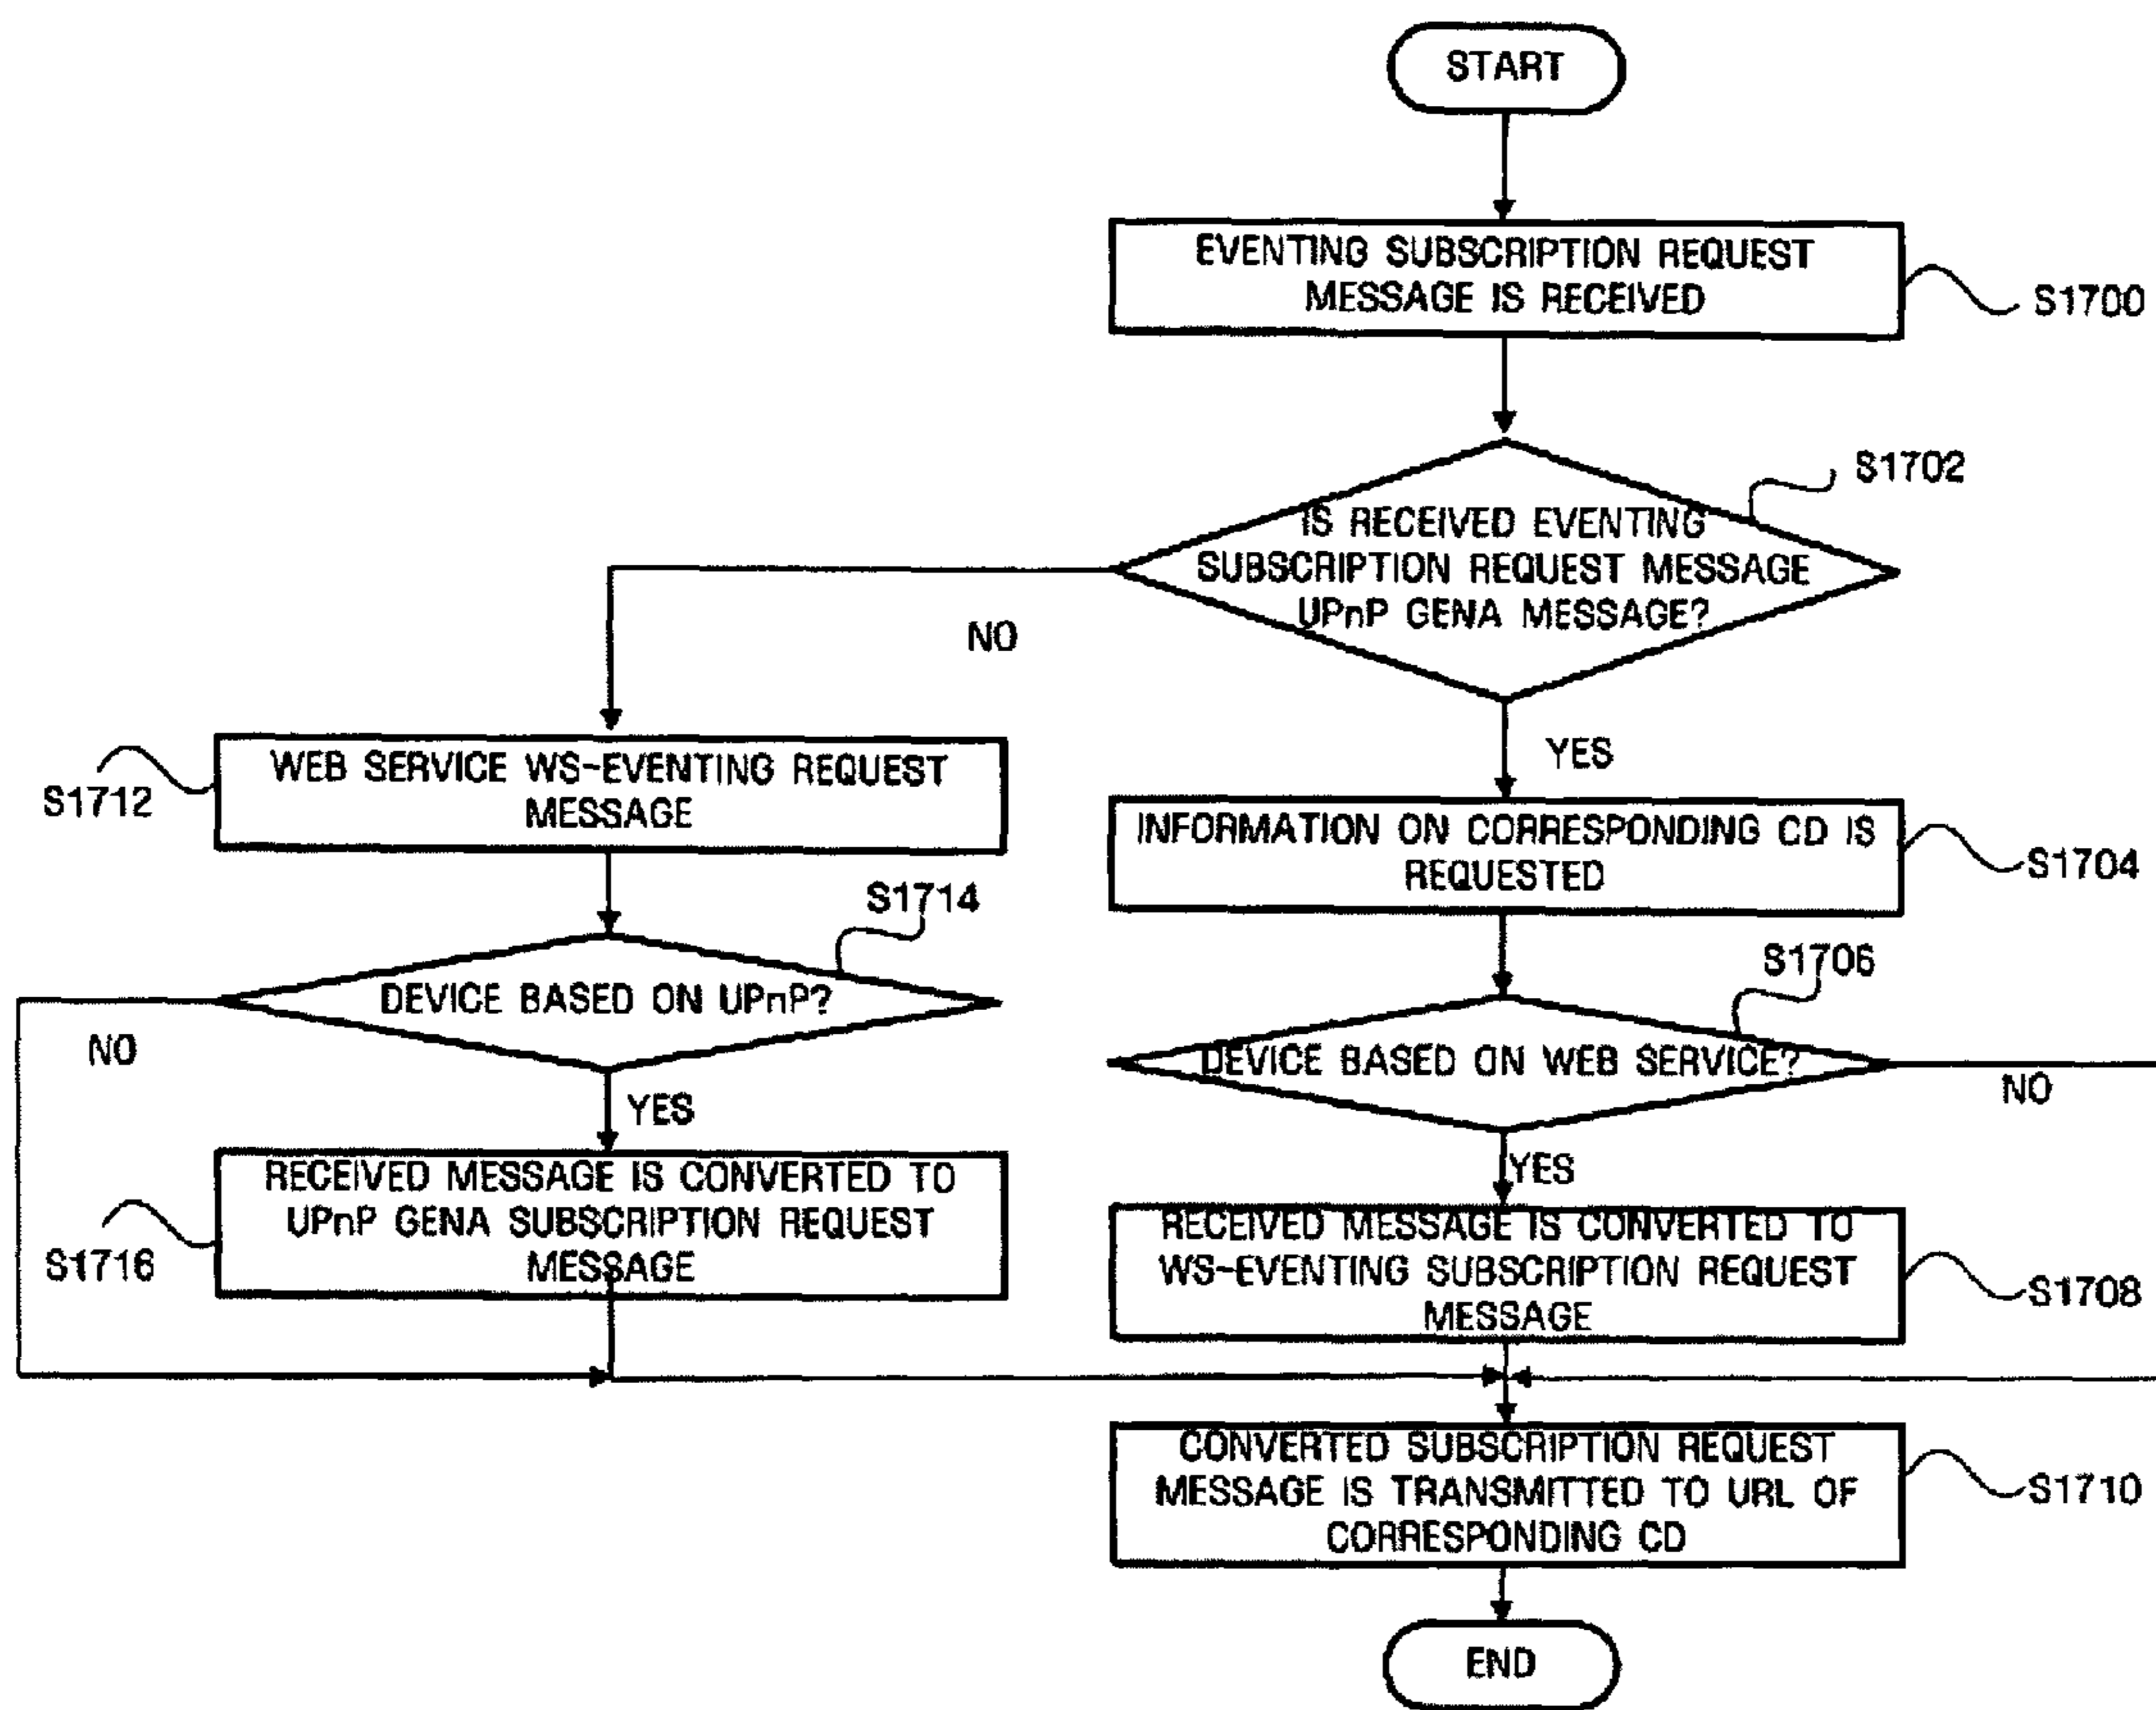 START
EVENTING SUBSCRIPTION REQUEST
MESSAGE IS RECEIVED
S1700
S1702
IS RECEIVED EVENTING
SUBSCRIPTION REQUEST MESSAGE
UPnP GENA MESSAGE?
NO
YES
WEB SERVICE WS-EVENTING REQUEST
MESSAGE
S1712
INFORMATION ON CORRESPONDING CD IS
REQUESTED
S1704
S1714
DEVICE BASED ON UPnP?
NO
YES
S1706
DEVICE BASED ON WEB SERVICE?
NO
YES
RECEIVED MESSAGE IS CONVERTED TO
UPnP GENA SUBSCRIPTION REQUEST
MESSAGE
S1716
RECEIVED MESSAGE IS CONVERTED TO
WS-EVENTING SUBSCRIPTION REQUEST
MESSAGE
S1708
CONVERTED SUBSCRIPTION REQUEST
MESSAGE IS TRANSMITTED TO URL OF
CORRESPONDING CD
S1710
END